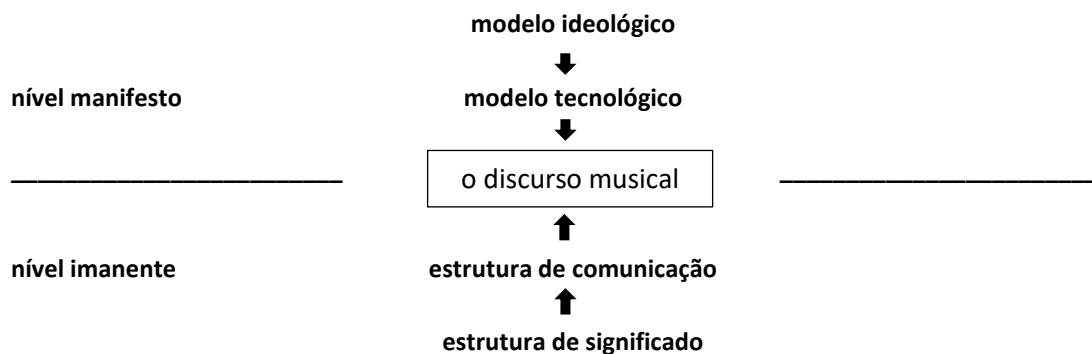 modelo ideológico
nível manifesto modelo tecnológico
o discurso musical
nível imanente estrutura de comunicação
estrutura de significado